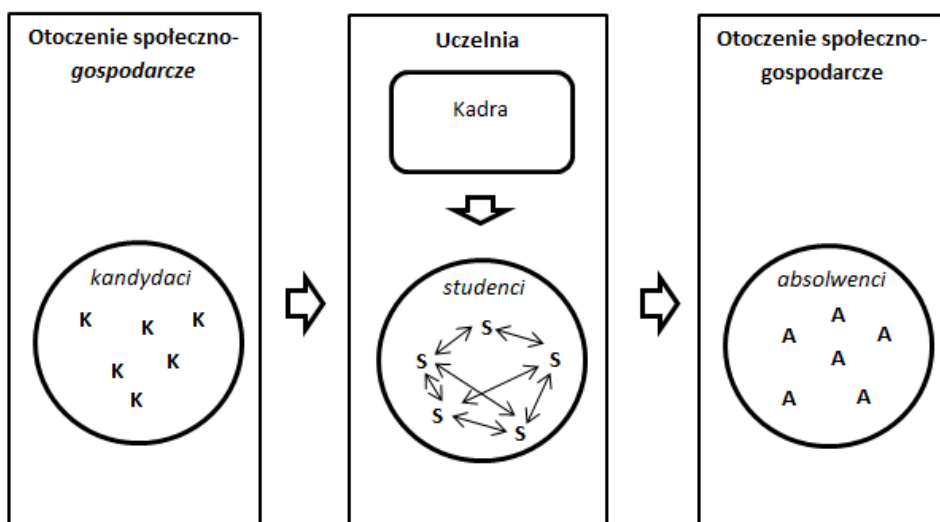 Otoczenie społeczno-
gospodarcze
kandydaci
K K K
K K
K
Uczelnia
Kadra
studenci
S
S S
S S
Otoczenie społeczno-
gospodarcze
absolwenci
A A A
A
A A